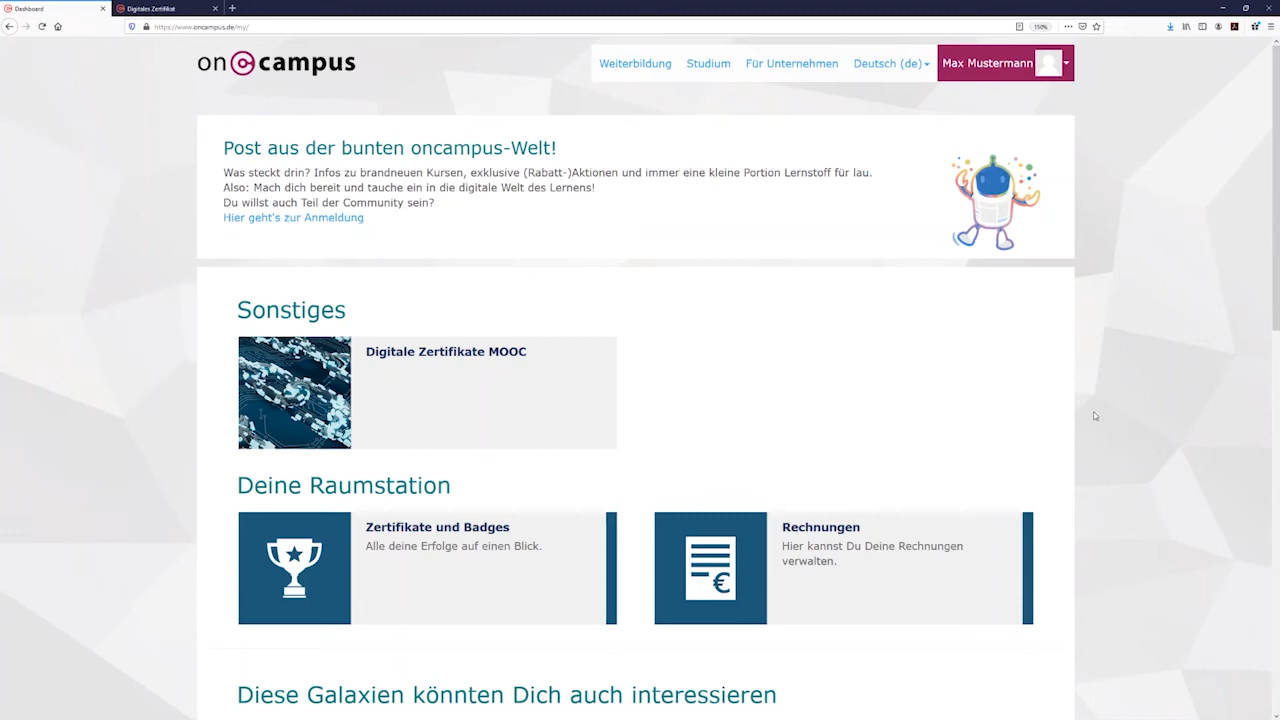 Dashboard
Digitales Zertifikat
https://www.oncampus.de/my/
150%
on campus
Weiterbildung
Studium
Für Unternehmen
Deutsch (de)
Max Mustermann
Post aus der bunten oncampus-Welt!
Was steckt drin? Infos zu brandneuen Kursen, exklusive (Rabatt-)Aktionen und immer eine kleine Portion Lernstoff für lau.
Also: Mach dich bereit und tauche ein in die digitale Welt des Lernens!
Du willst auch Teil der Community sein?
Hier geht's zur Anmeldung
Sonstiges
Digitale Zertifikate MOOC
Deine Raumstation
Zertifikate und Badges
Alle deine Erfolge auf einen Blick.
Rechnungen
Hier kannst Du Deine Rechnungen
verwalten.
Diese Galaxien könnten Dich auch interessieren